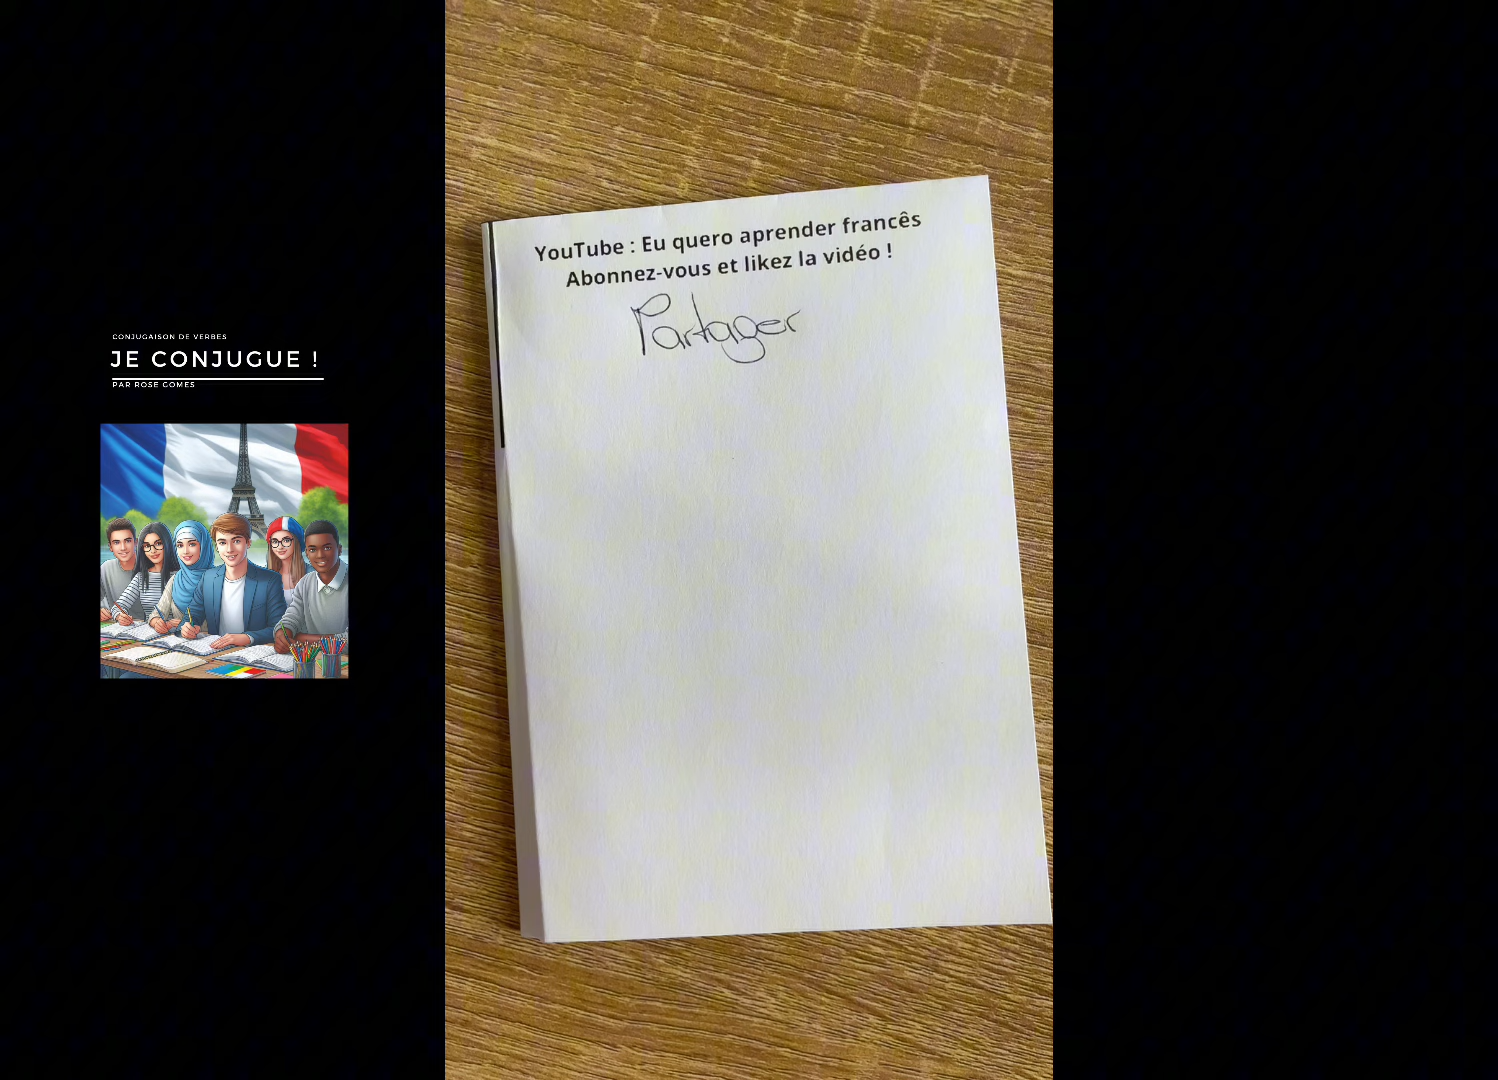 CONJUGAISON DE VERBES
JE CONJUGUE !
PAR ROSE GOMES
YouTube : Eu quero aprender francês
Abonnez-vous et likez la vidéo !
Partager